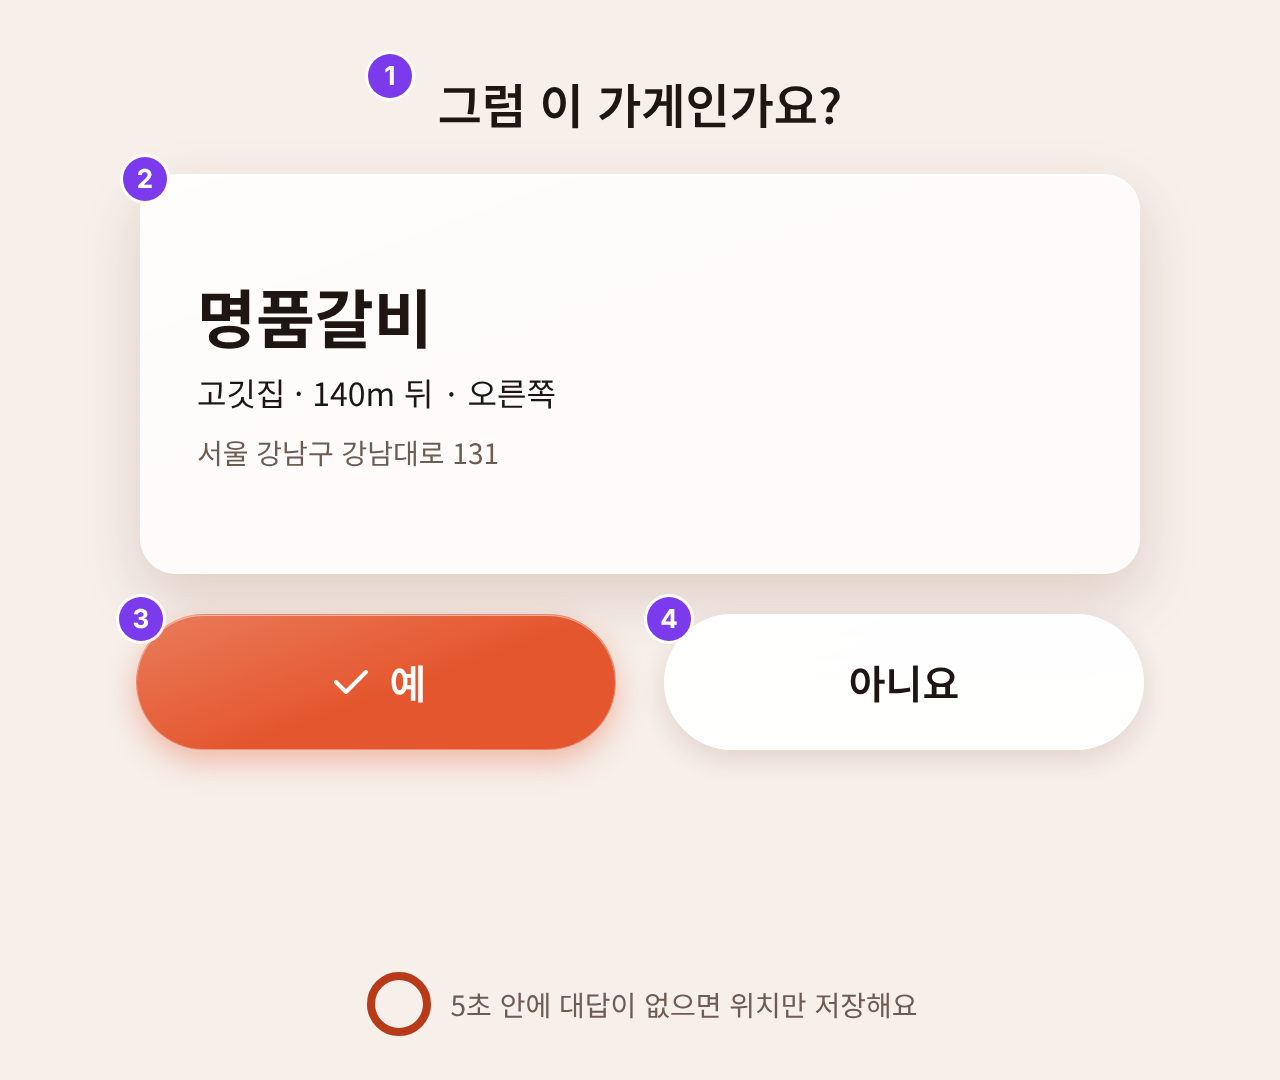 1
그럼 이 가게인가요?
2
명품갈비
고깃집 · 140m 뒤 · 오른쪽
서울 강남구 강남대로 131
3
예
4
아니요
5초 안에 대답이 없으면 위치만 저장해요